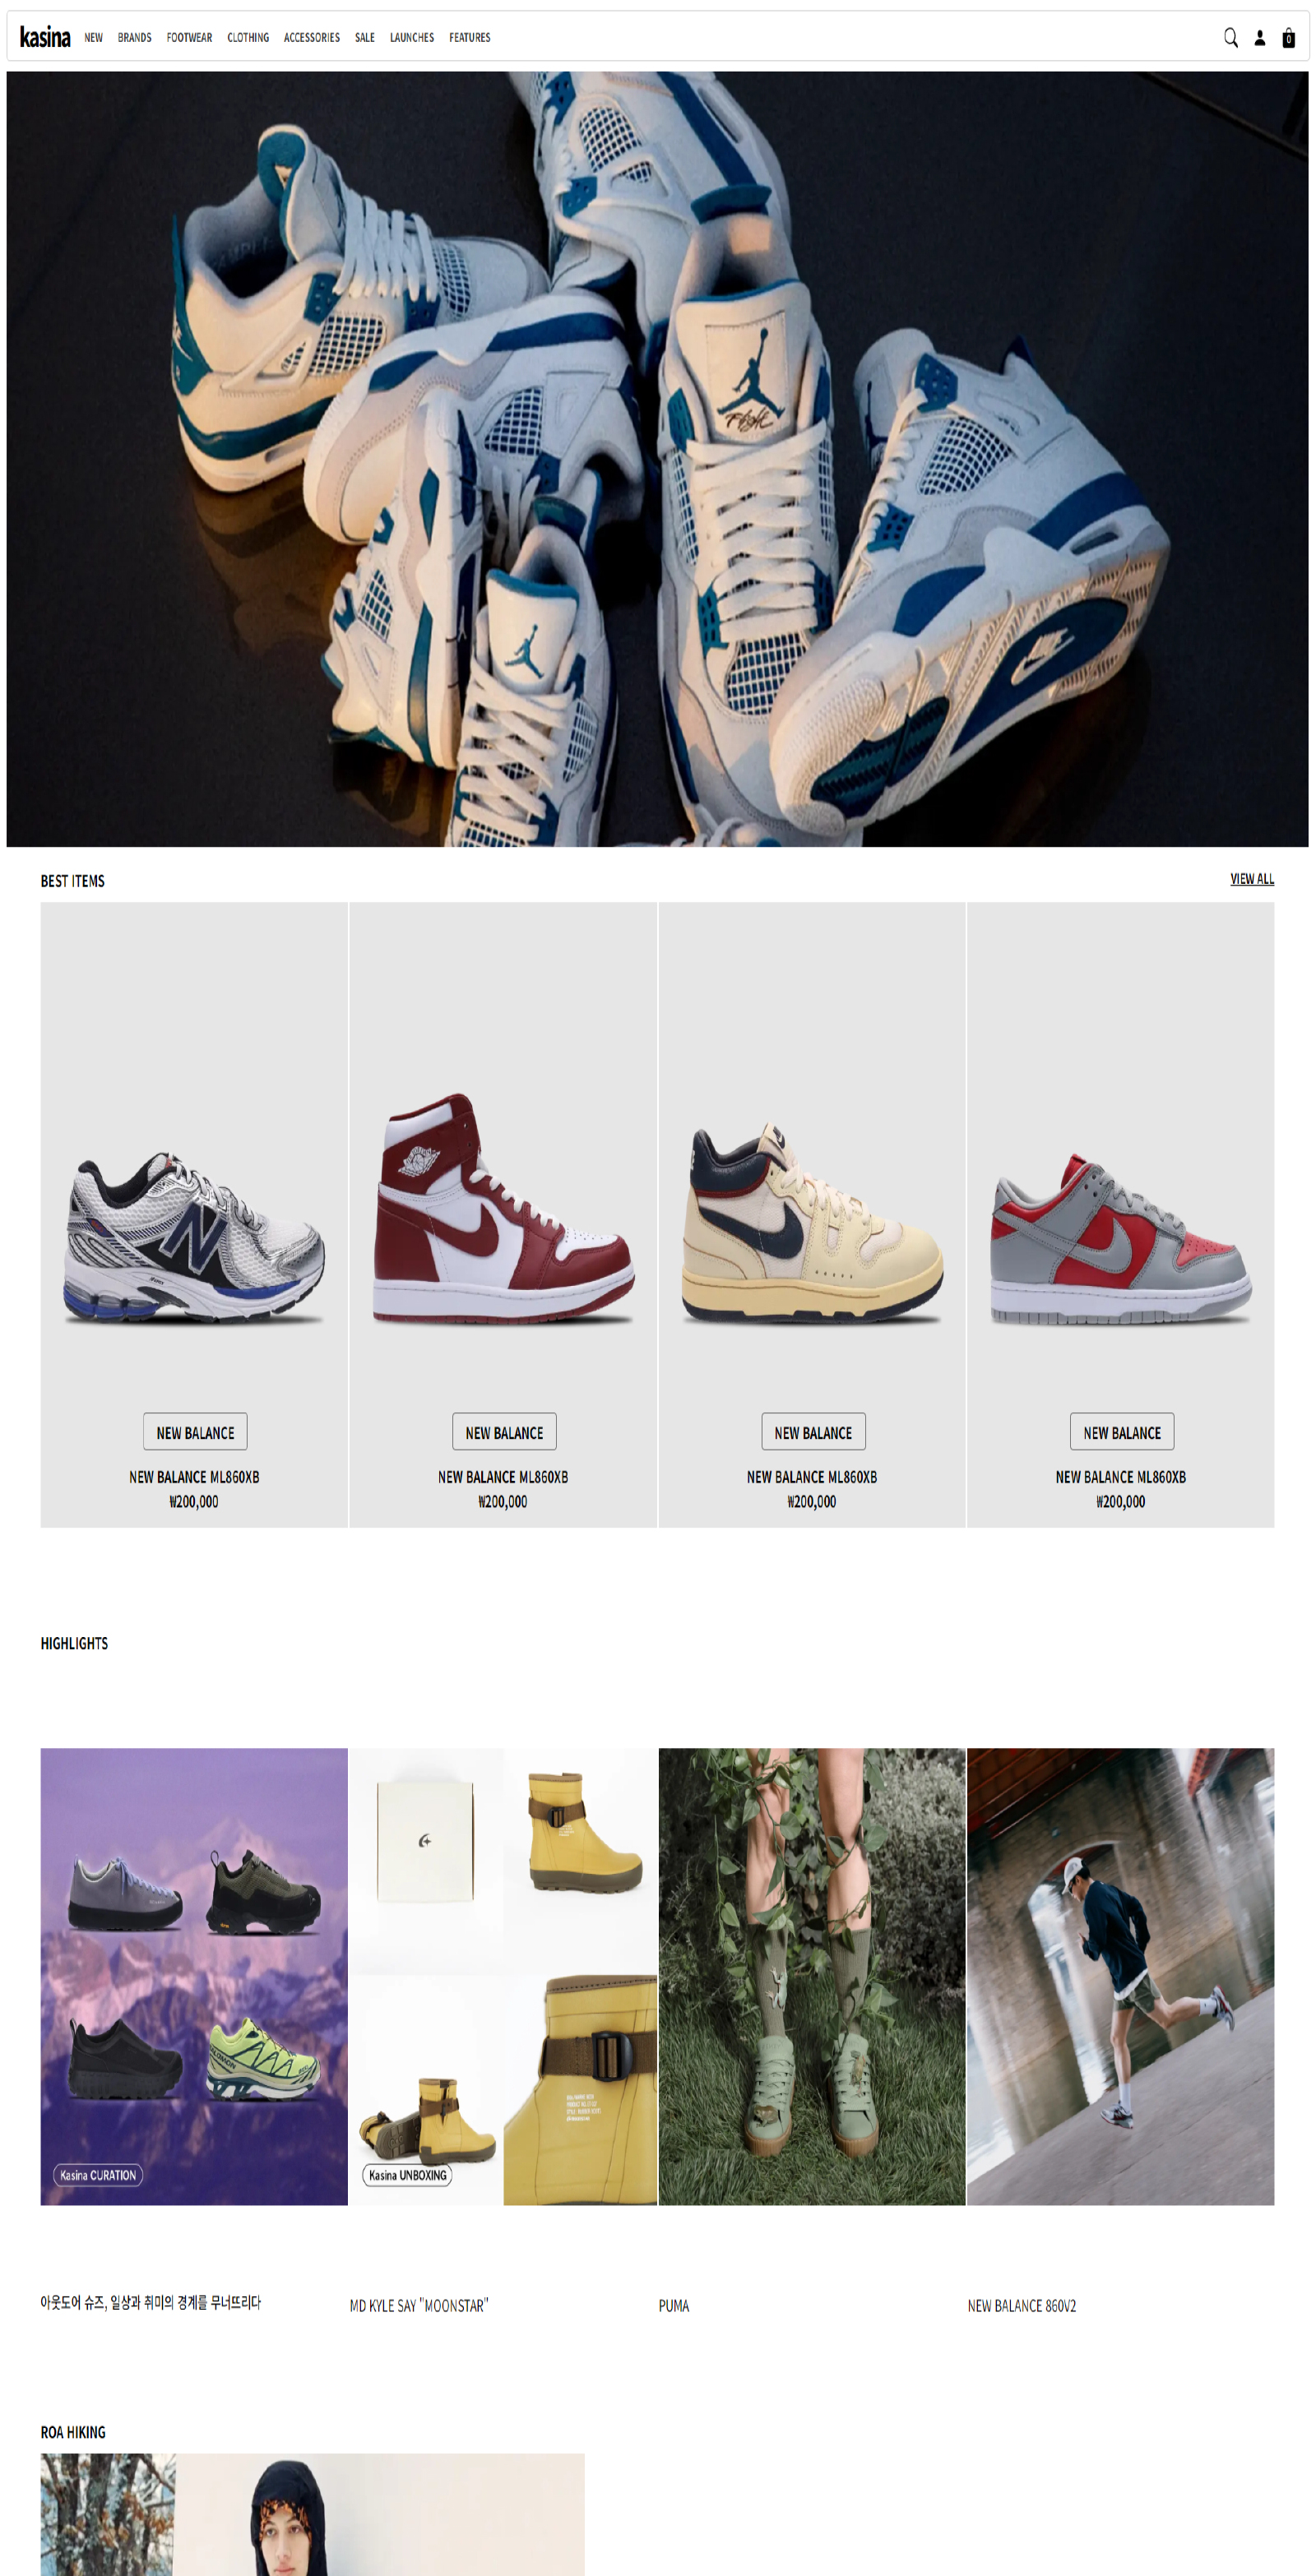 kasina NEW BRANDS FOOTWEAR CLOTHING ACCESSORIES SALE LAUNCHES FEATURES 0
Flight
BEST ITEMS VIEW ALL
NEW BALANCE NEW BALANCE NEW BALANCE NEW BALANCE
NEW BALANCE ML860XB NEW BALANCE ML860XB NEW BALANCE ML860XB NEW BALANCE ML860XB
₩200,000 ₩200,000 ₩200,000 ₩200,000
HIGHLIGHTS
SALOMON
Kasina CURATION Kasina UNBOXING
아웃도어 슈즈, 일상과 취미의 경계를 무너뜨리다 MD KYLE SAY "MOONSTAR" PUMA NEW BALANCE 860V2
ROA HIKING